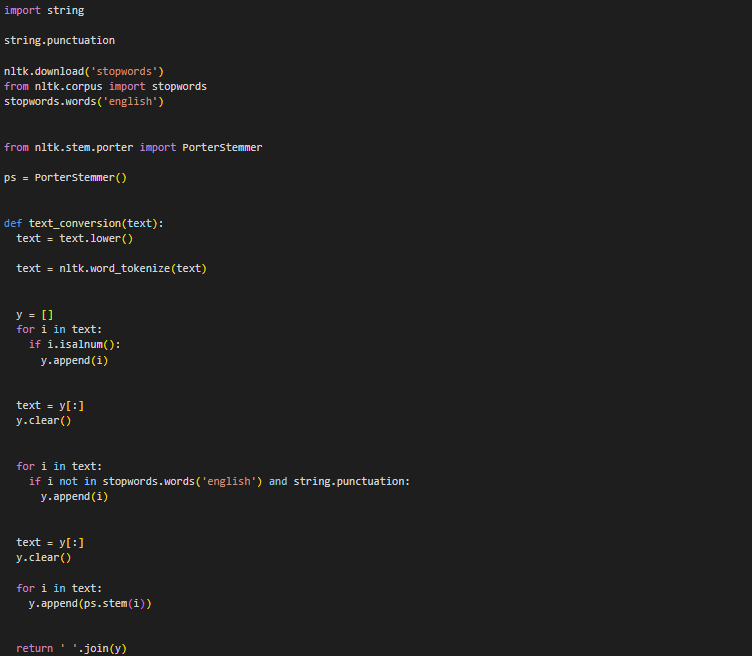 import string
string.punctuation
nltk.download('stopwords')
from nltk.corpus import stopwords
stopwords.words('english')
from nltk.stem.porter import PorterStemmer
ps = PorterStemmer()
def text_conversion(text):
  text = text.lower()
  text = nltk.word_tokenize(text)
  y = []
  for i in text:
    if i.isalnum():
      y.append(i)
  text = y[:]
  y.clear()
  for i in text:
    if i not in stopwords.words('english') and string.punctuation:
      y.append(i)
  text = y[:]
  y.clear()
  for i in text:
    y.append(ps.stem(i))
  return ' '.join(y)